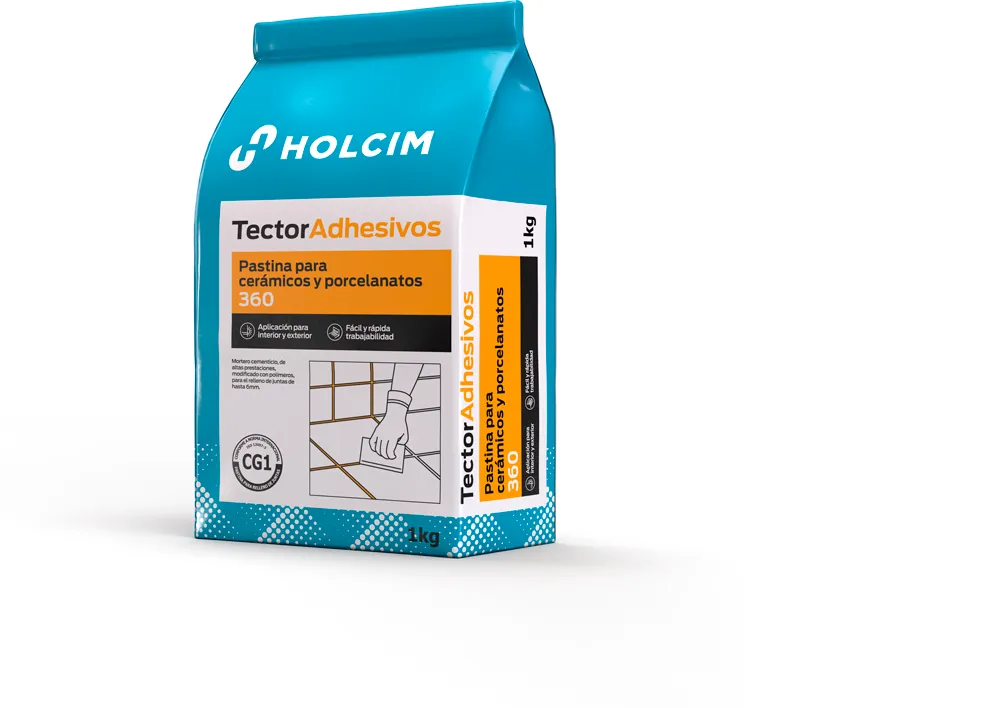 HOLCIM
TectorAdhesivos
Pastina para
cerámicos y porcelanatos
360
Aplicación para
interior y exterior
Fácil y rápida
trabajabilidad
Mortero cementicio, de
altas prestaciones,
modificado con polímeros,
para el relleno de juntas de
hasta 6mm.
CG1
1kg
1kg
TectorAdhesivos
Pastina para
cerámicos y porcelanatos
360
Aplicación para
interior y exterior
Fácil y rápida
trabajabilidad